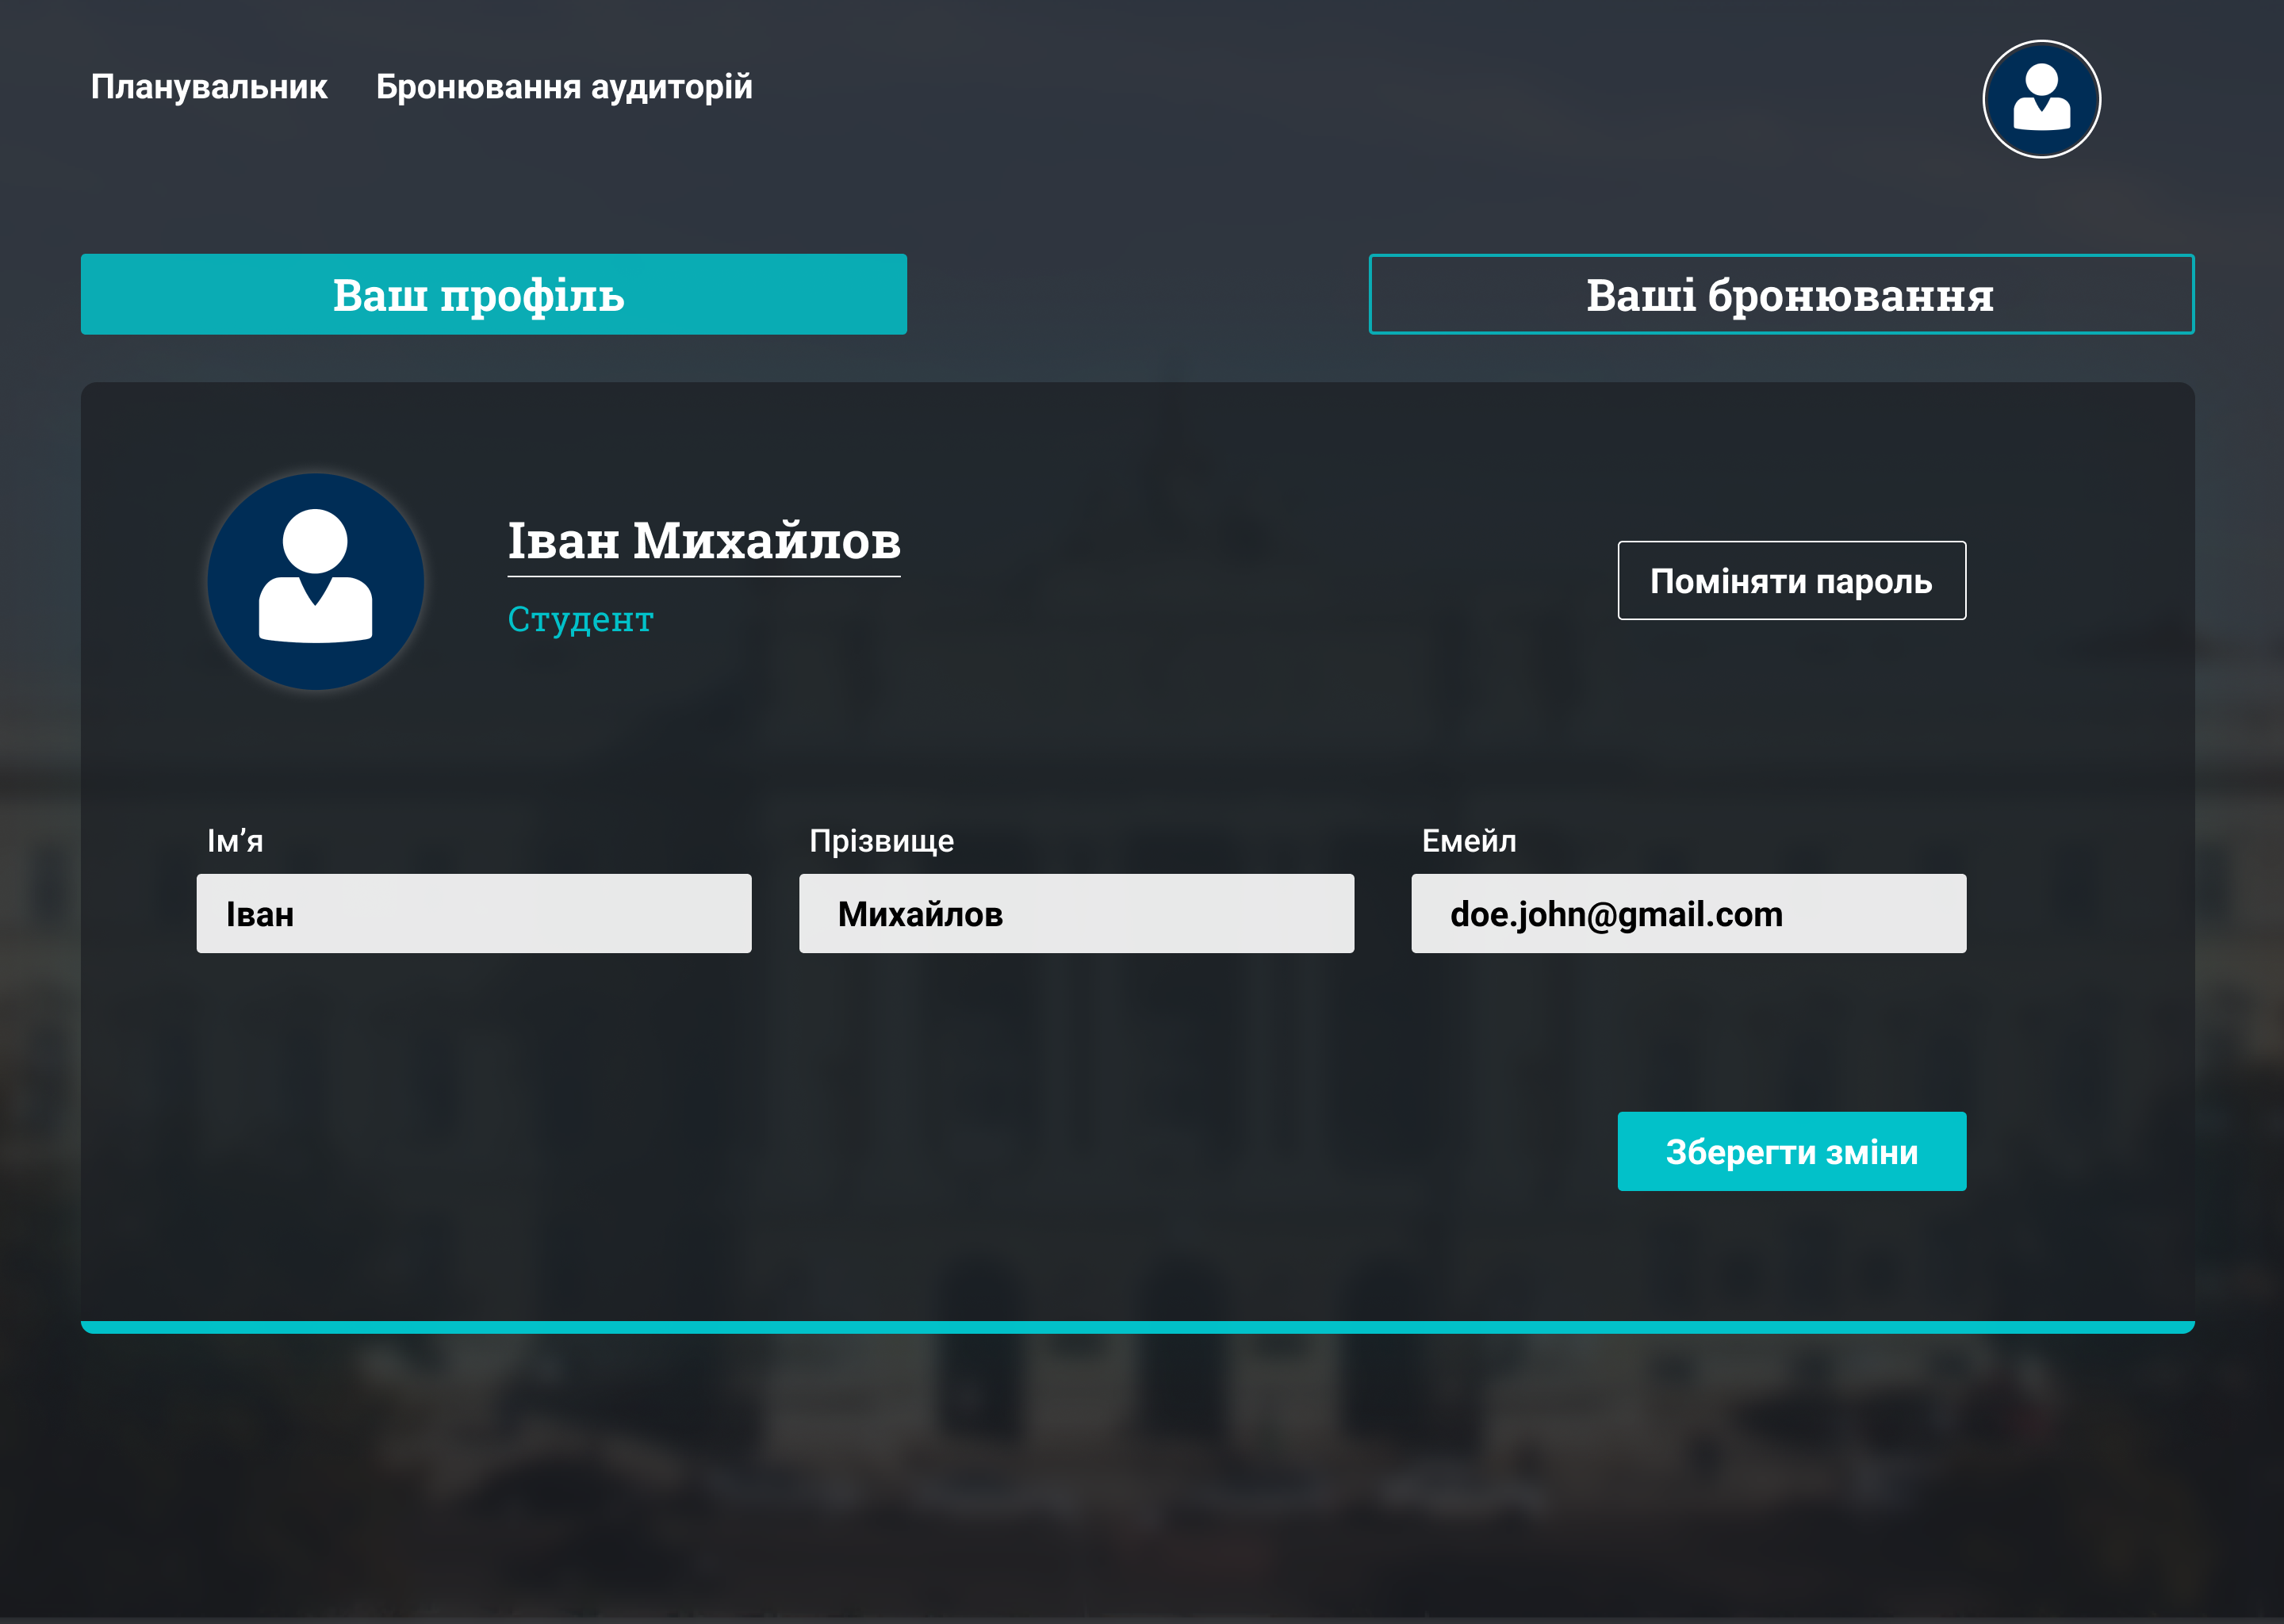 Планувальник Бронювання аудиторій
Ваш профіль
Ваші бронювання
Іван Михайлов
Студент
Поміняти пароль
Ім’я
Прізвище
Емейл
Іван
Михайлов
doe.john@gmail.com
Зберегти зміни